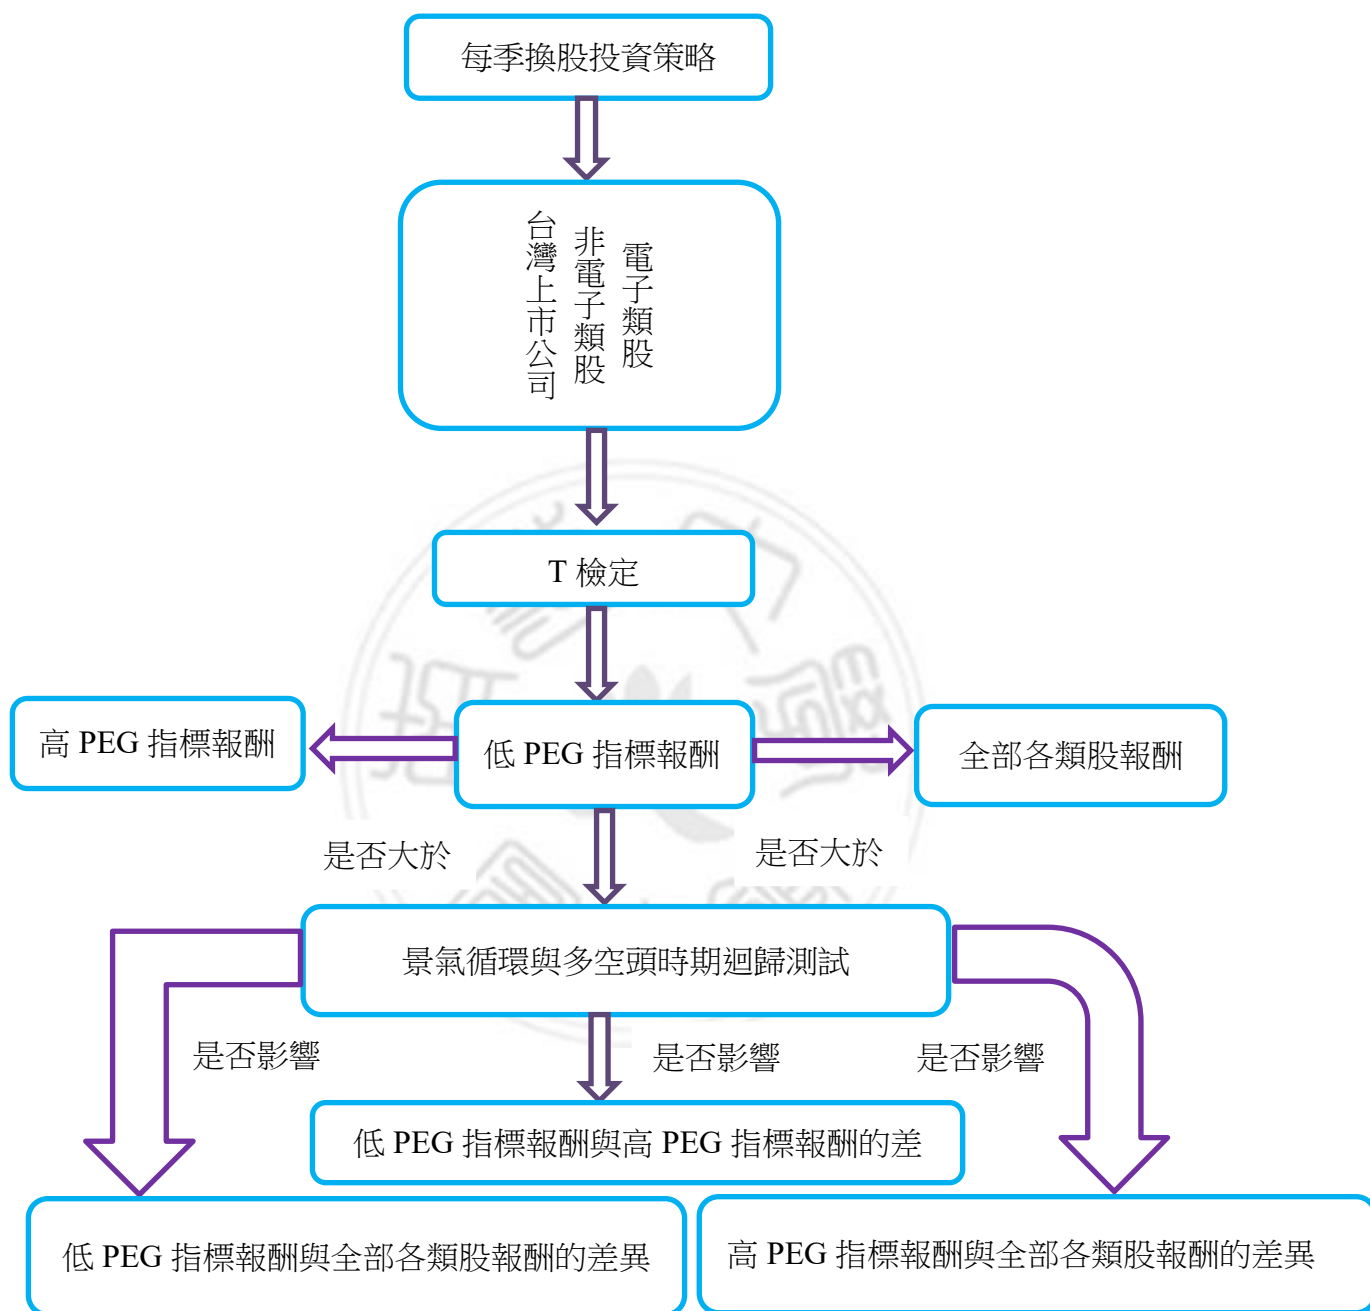 每季換股投資策略
電子類股
非電子類股
台灣上市公司
T 檢定
高 PEG 指標報酬
低 PEG 指標報酬
全部各類股報酬
是否大於
是否大於
景氣循環與多空頭時期迴歸測試
是否影響
是否影響
是否影響
低 PEG 指標報酬與高 PEG 指標報酬的差
低 PEG 指標報酬與全部各類股報酬的差異
高 PEG 指標報酬與全部各類股報酬的差異